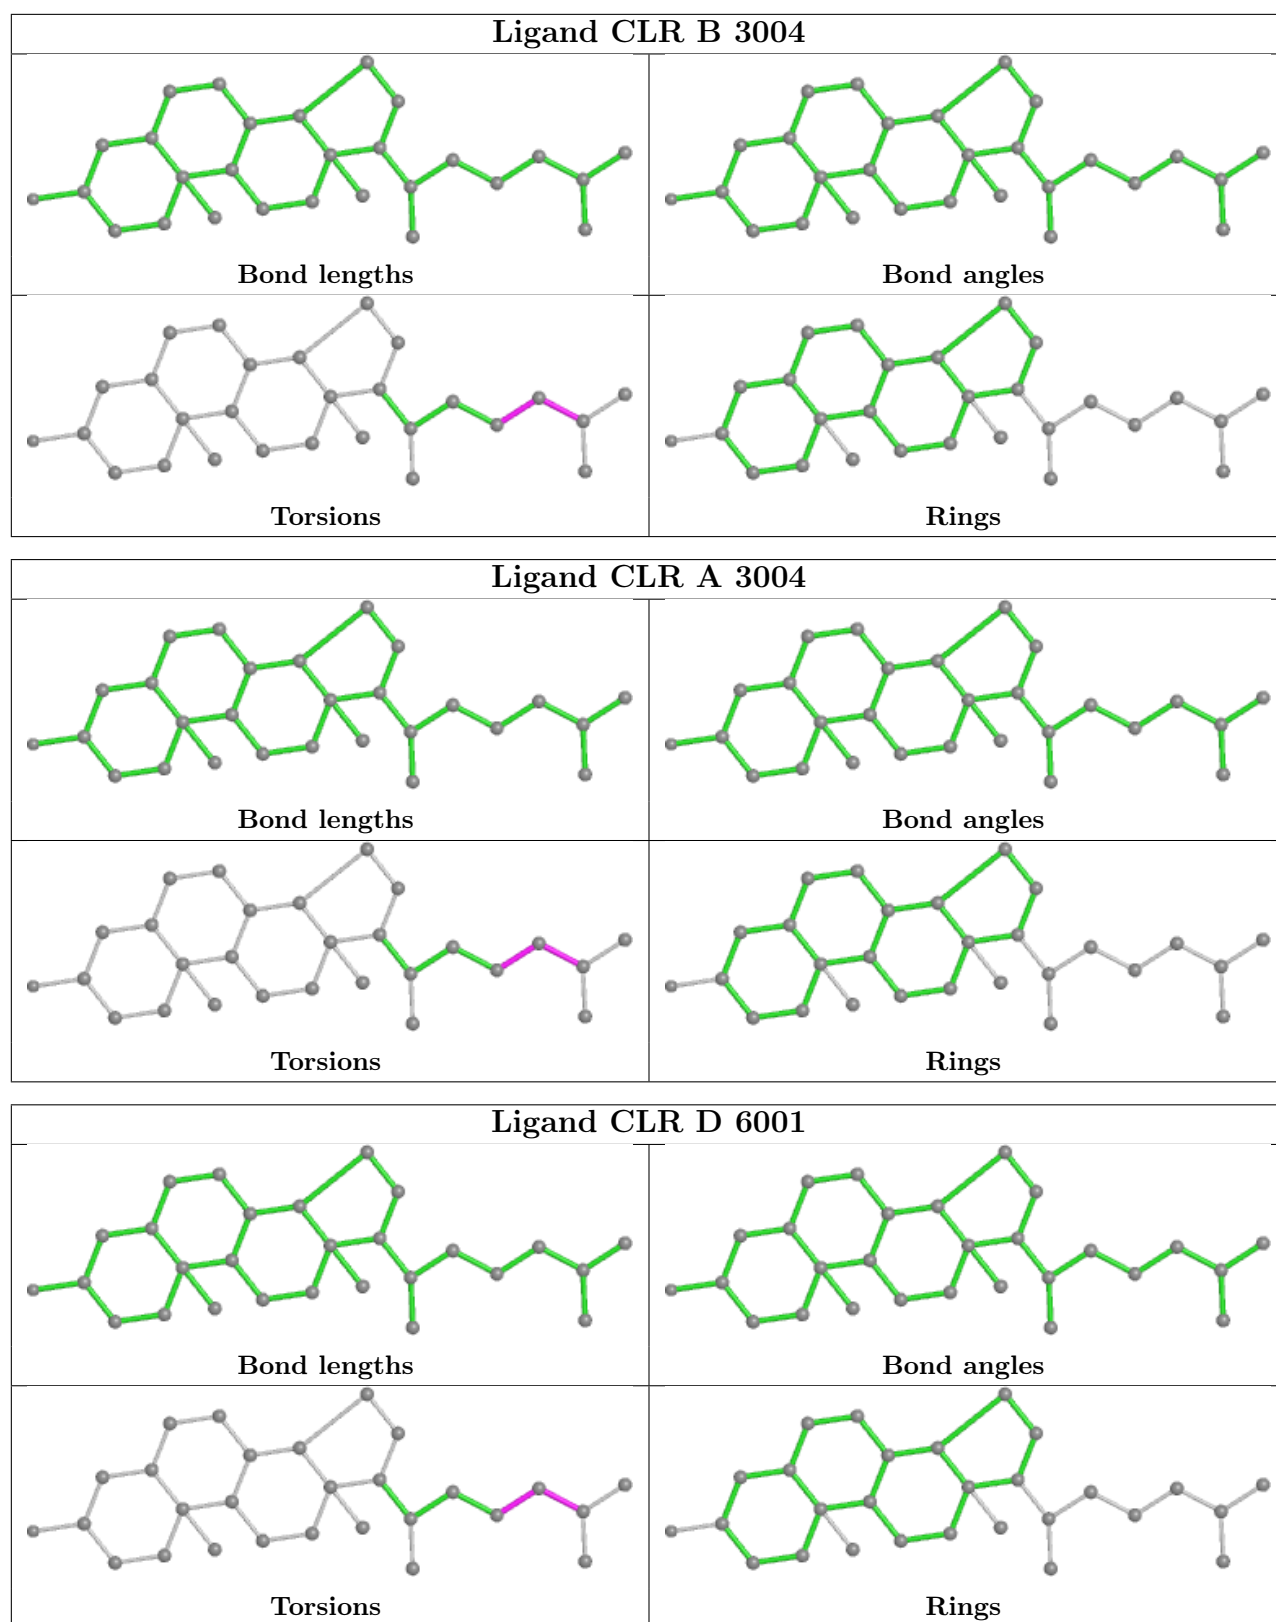 Ligand CLR B 3004
Bond lengths
Bond angles
Torsions
Rings
Ligand CLR A 3004
Bond lengths
Bond angles
Torsions
Rings
Ligand CLR D 6001
Bond lengths
Bond angles
Torsions
Rings